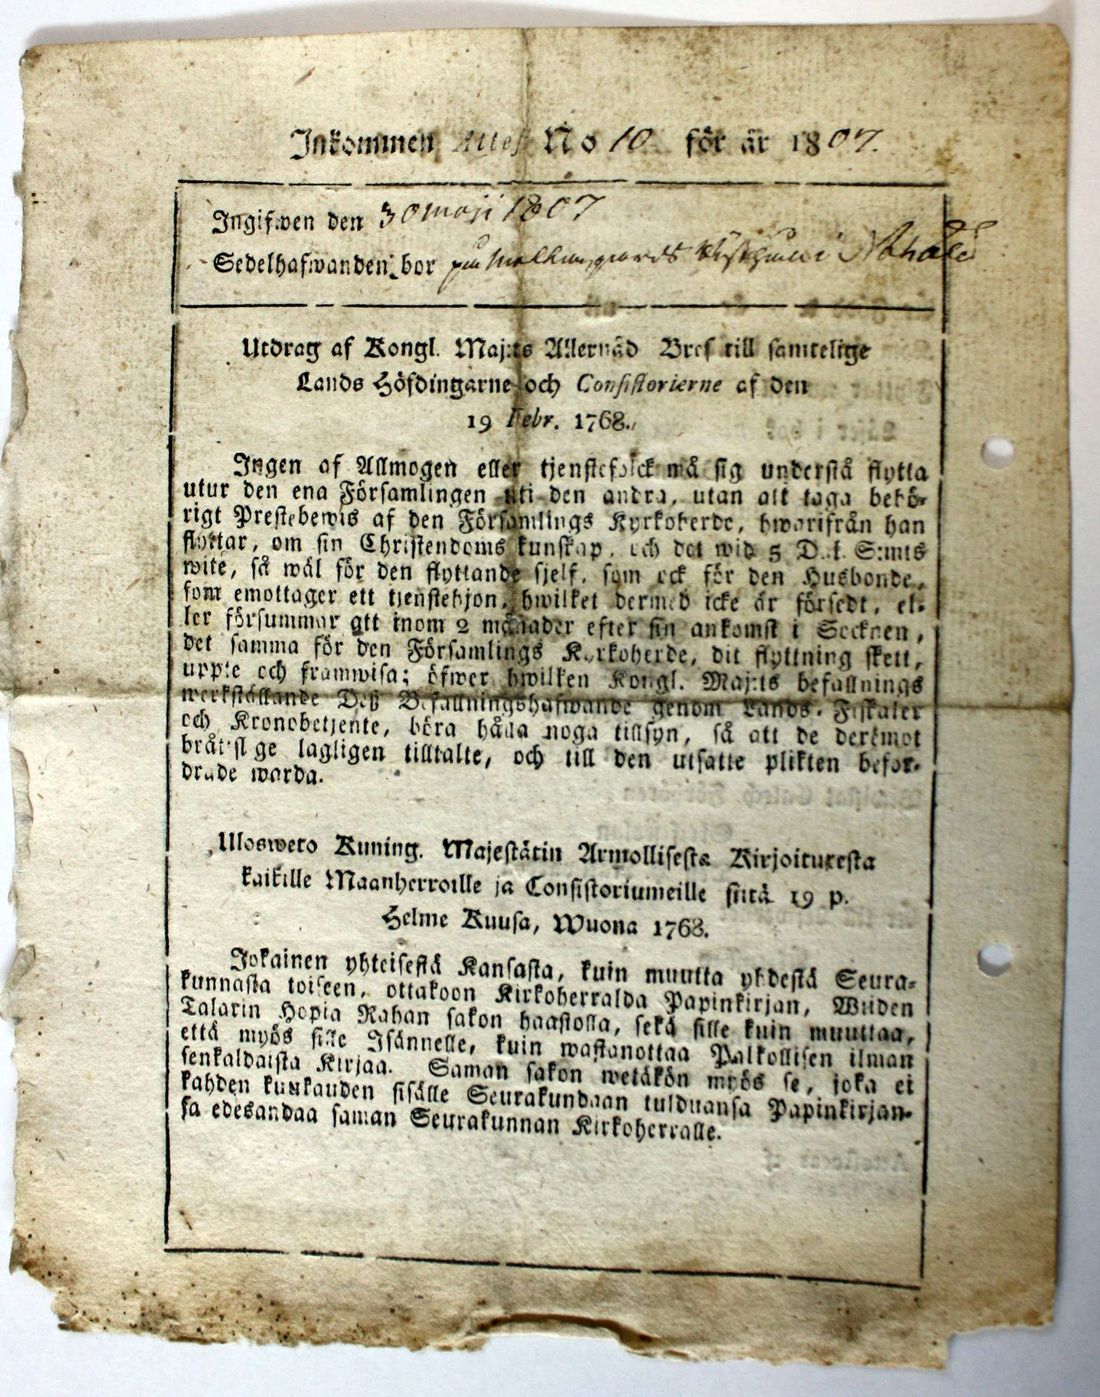 Inkommen Attest No 10 för år 1807.
Ingifwen den 30 maji 1807
Sedelhafwanden bor på i
Utdrag af Kongl. Maj:ts Allernåd Bref till samtelige
Lands Höfdingarne och Consistorierne af den
19 Febr. 1768.
Ingen af Allmogen eller tjenstefolck må sig understå flytta
utur den ena Församlingen uti den andra, utan att taga behö-
rigt Prestebewis af den Församlings Kyrkoherde, hwarifrån han
flyttar, om sin Christendoms kunskap, och det wid 5 D.r S:mts
wite, så wäl för den flyttande sjelf, som ock för den Husbonde,
som emottager ett tjenstehjon, hwilket dermed icke är försedt, el-
ler försummar att inom 2 månader efter sin ankomst i Socknen,
det samma för den Församlings Kyrkoherde, dit flyttning skett,
uppte och framwisa; öfwer hwilken Kongl. Maj:ts befallnings
werkställande Deß Befallningshafwande genom Lands-Fiskaler
och Kronobetjente, böra hålla noga tillsyn, så att de deremot
bråtslige lagligen tilltalte, och till den utsatte plikten befor-
drade warda.
Ulosweto Kuning. Majestätin Armollisesta Kirjoituxesta
kaikille Maanherroille ja Consistoriumeille siitä 19 p.
Helme Kuusa, Wuona 1768.
Jokainen yhteisestä Kansasta, kuin muutta yhdestä Seura-
kunnasta toiseen, ottakoon Kirkoherralda Papinkirjan, Wiiden
Talarin Hopia Rahan sakon haastolla, sekä sille kuin muuttaa,
että myös sille Isännelle, kuin wastanottaa Palkollisen ilman
senkaldaista Kirjaa. Saman sakon wetäkön myös se, joka ei
kahden kuukauden sisälle Seurakundaan tulduansa Papinkirjan-
sa edesandaa saman Seurakunnan Kirkoherralle.